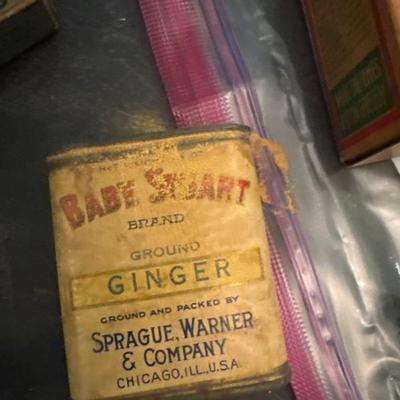 BABE STUART
BRAND
GROUND
GINGER
GROUND AND PACKED BY
SPRAGUE, WARNER
& COMPANY
CHICAGO, ILL., U.S.A.